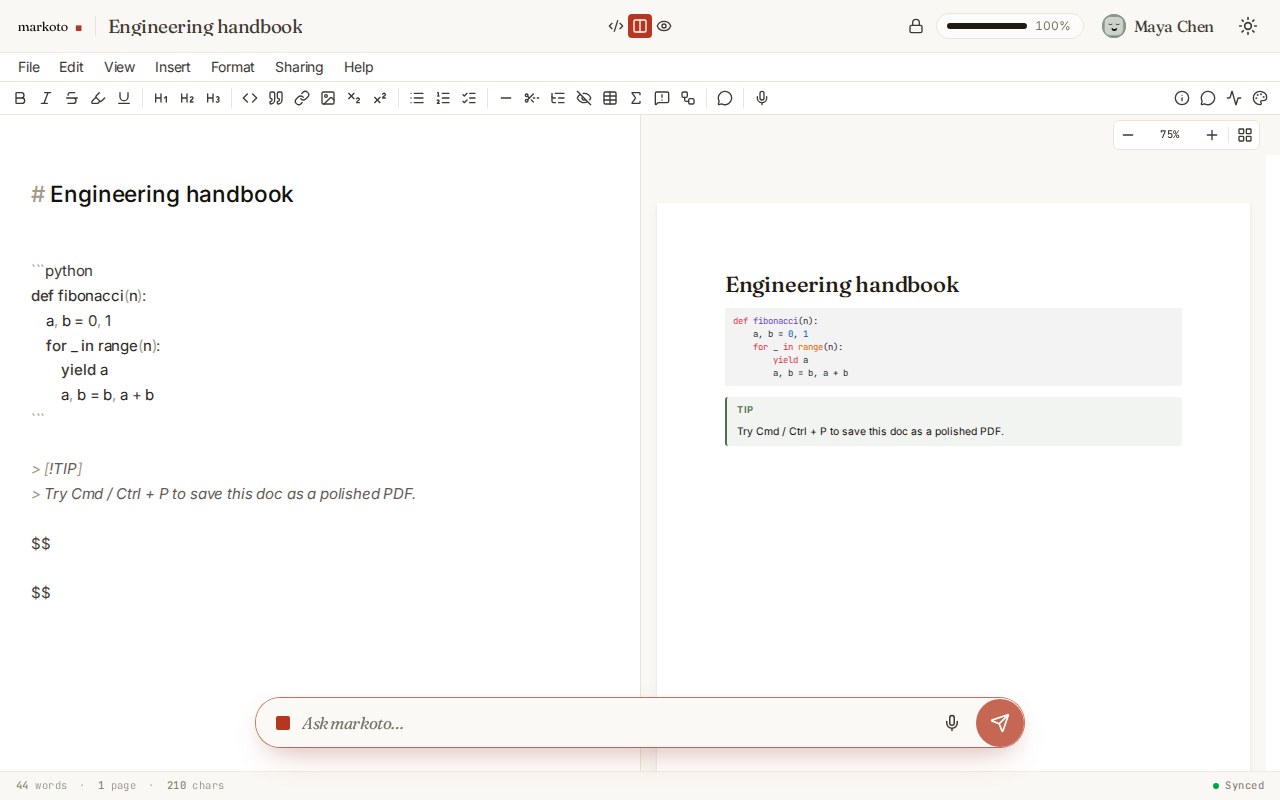 markoto
Engineering handbook
100%
Maya Chen
File Edit View Insert Format Sharing Help
H1 H2 H3
75%
# Engineering handbook
```python
def fibonacci(n):
a, b = 0, 1
for _ in range(n):
yield a
a, b = b, a + b
```
> [!TIP]
> Try Cmd / Ctrl + P to save this doc as a polished PDF.
$$
$$
Engineering handbook
def fibonacci(n):
a, b = 0, 1
for _ in range(n):
yield a
a, b = b, a + b
TIP
Try Cmd / Ctrl + P to save this doc as a polished PDF.
Ask markoto...
44 words · 1 page · 210 chars
Synced